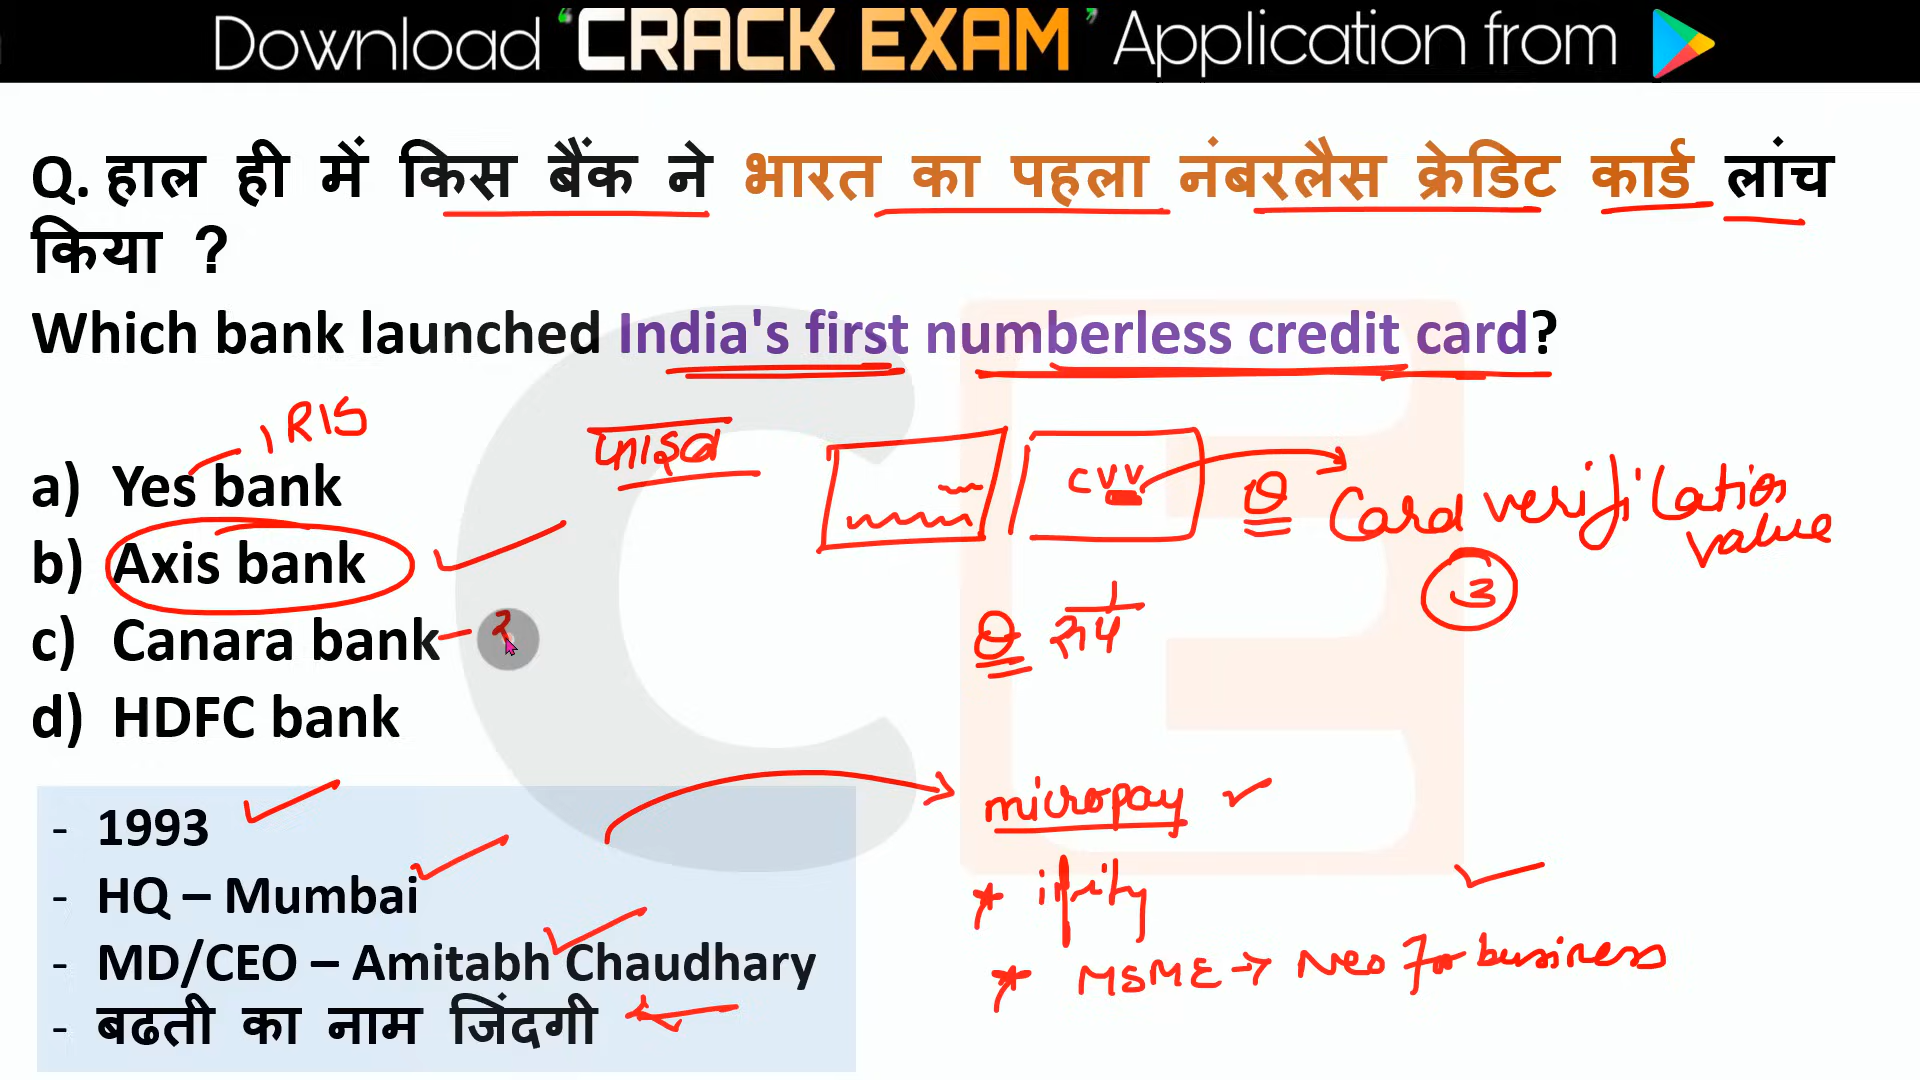 Download ‘CRACK EXAM’ Application from
Q. हाल ही में किस बैंक ने भारत का पहला नंबरलैस क्रेडिट कार्ड लांच
किया ?
Which bank launched India's first numberless credit card?
IRIS
a) Yes bank
b) Axis bank
c) Canara bank
d) HDFC bank
CVV
Card verification
value
3
- 1993
- HQ – Mumbai
- MD/CEO – Amitabh Chaudhary
- बढती का नाम जिंदगी
micropay
* MSME → Neo For business
CE